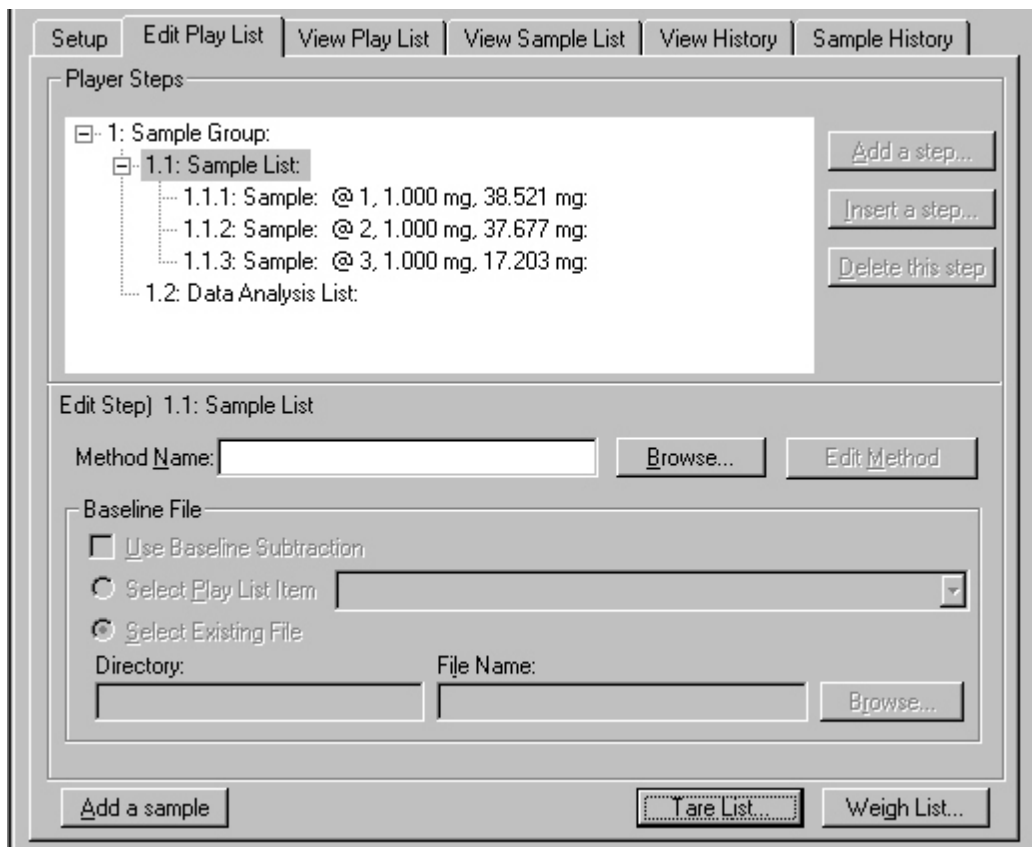 Setup Edit Play List View Play List View Sample List View History Sample History
Player Steps
1: Sample Group:
1.1: Sample List:
1.1.1: Sample: @ 1, 1.000 mg, 38.521 mg:
1.1.2: Sample: @ 2, 1.000 mg, 37.677 mg:
1.1.3: Sample: @ 3, 1.000 mg, 17.203 mg:
1.2: Data Analysis List:
Add a step...
Insert a step...
Delete this step
Edit Step) 1.1: Sample List
Method Name: Browse... Edit Method
Baseline File
Use Baseline Subtraction
Select Play List Item
Select Existing File
Directory: File Name:
Browse...
Add a sample Tare List... Weigh List...